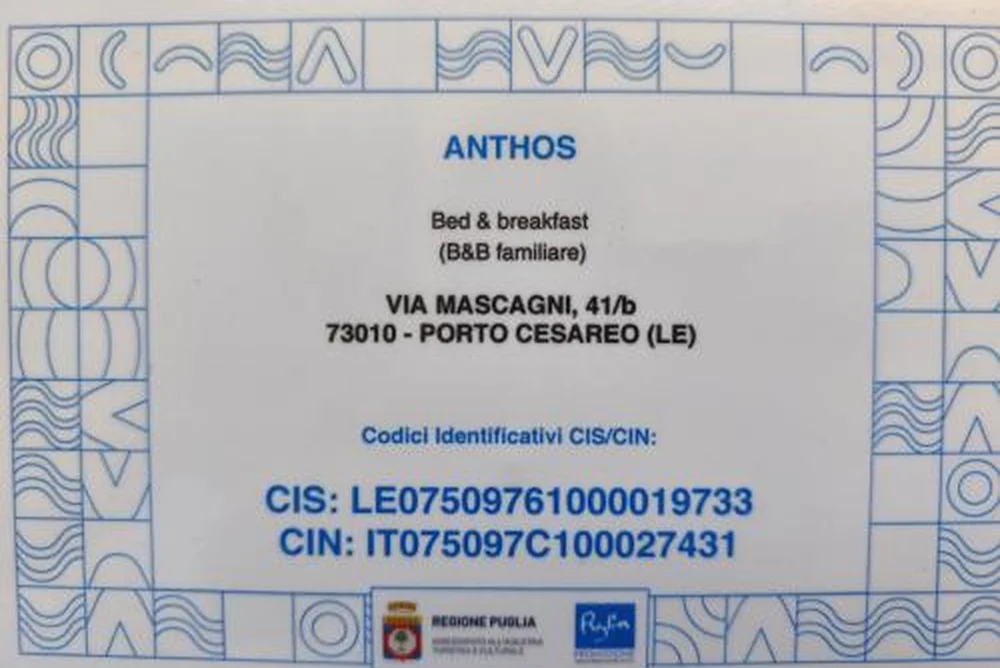 ANTHOS
Bed & breakfast
(B&B familiare)
VIA MASCAGNI, 41/b
73010 - PORTO CESAREO (LE)
Codici Identificativi CIS/CIN:
CIS: LE07509761000019733
CIN: IT075097C100027431
REGIONE PUGLIA
Puglia